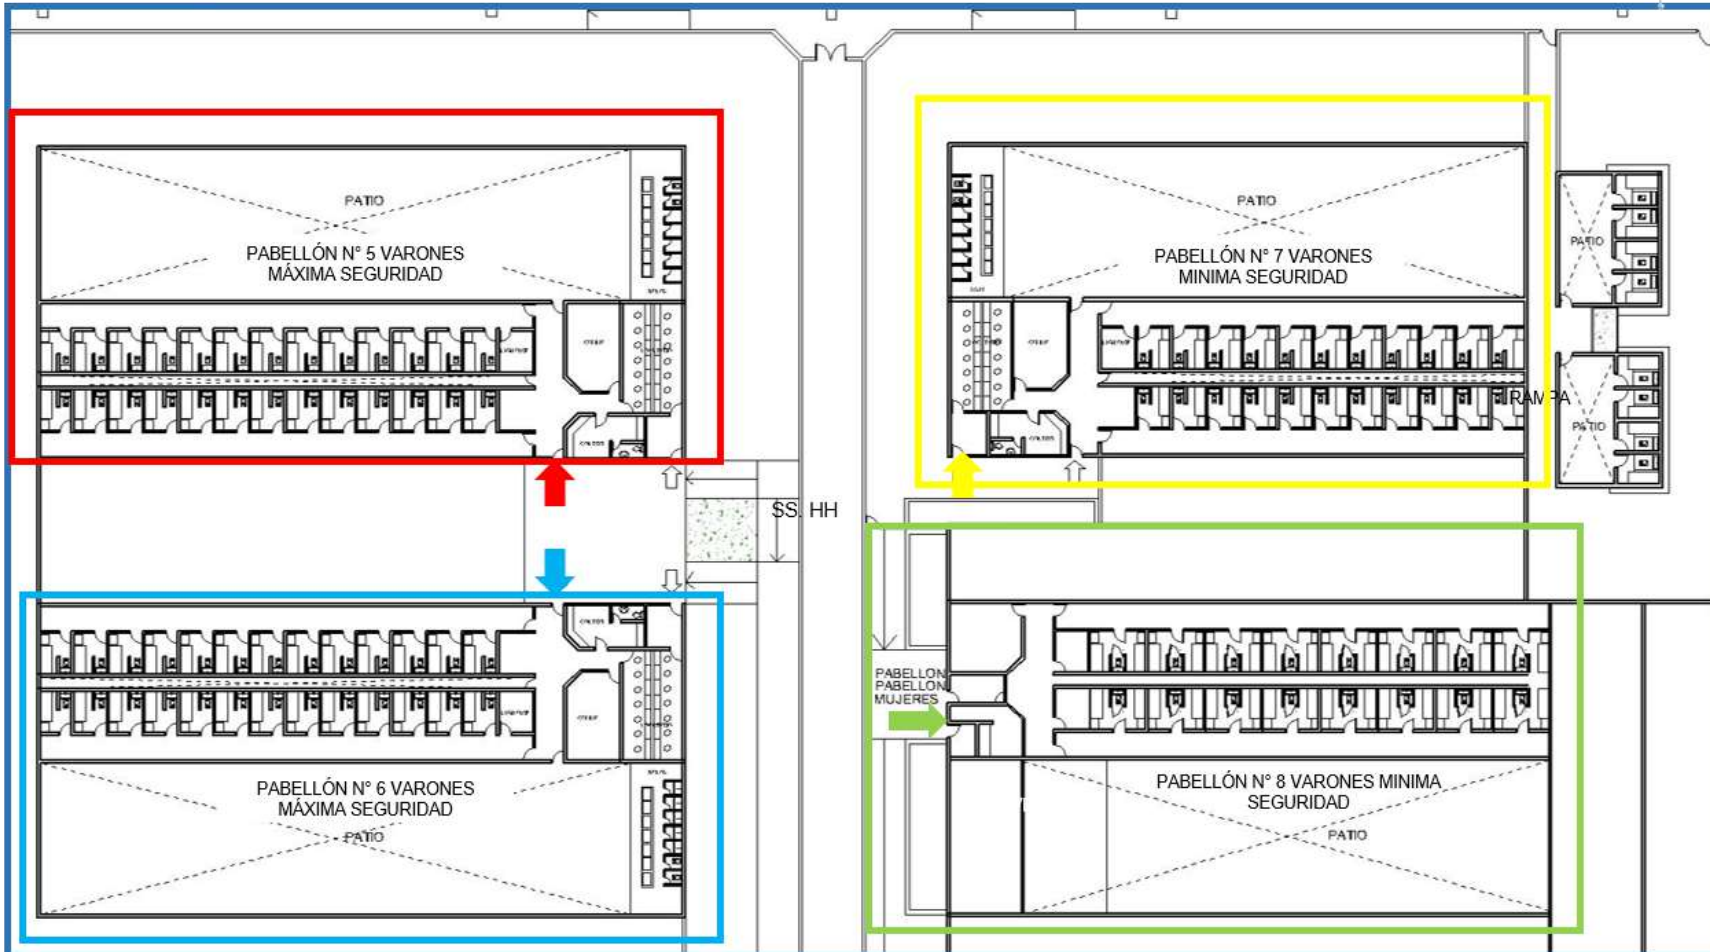 PATIO
PABELLÓN N° 5 VARONES
MÁXIMA SEGURIDAD
PATIO
PABELLÓN N° 7 VARONES
MINIMA SEGURIDAD
PATIO
RAMPA
PATIO
SS. HH
PABELLON
PABELLON
MUJERES
PABELLÓN N° 6 VARONES
MÁXIMA SEGURIDAD
PATIO
PABELLÓN N° 8 VARONES MINIMA
SEGURIDAD
PATIO